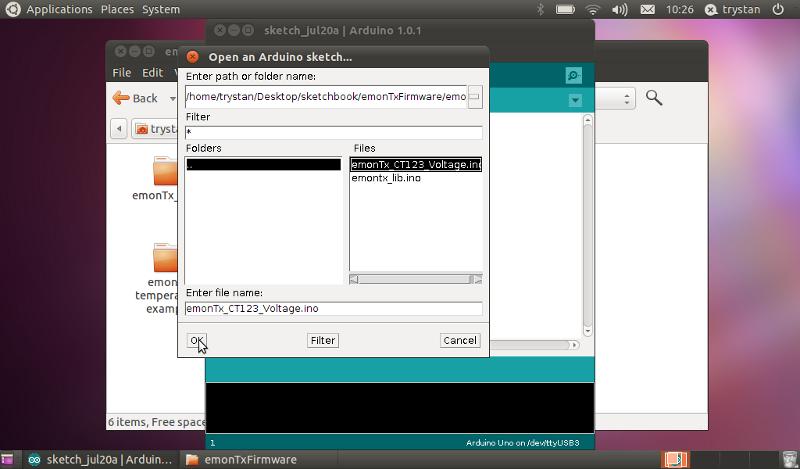 Applications Places System
10:26 trystan
sketch_jul20a | Arduino 1.0.1
Open an Arduino sketch...
File Edit
Enter path or folder name:
/home/trystan/Desktop/sketchbook/emonTxFirmware/emo
Back
Filter
*
trysta
Folders Files
..
emonTx_CT123_Voltage.ino
emontx_lib.ino
emonTx_
emon
temper
examp
Enter file name:
emonTx_CT123_Voltage.ino
OK Filter Cancel
6 items, Free space
1 Arduino Uno on /dev/ttyUSB3
sketch_jul20a | Arduin... emonTxFirmware